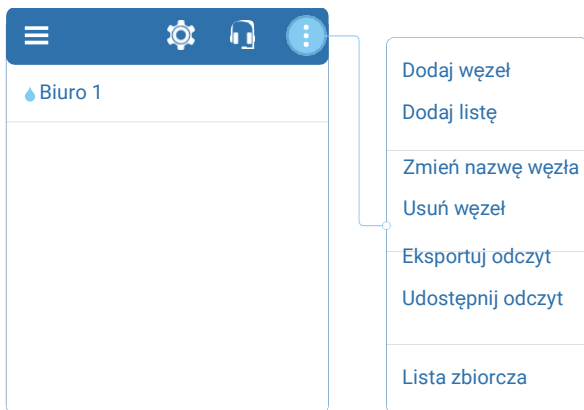 Biuro 1
Dodaj węzeł
Dodaj listę
Zmień nazwę węzła
Usuń węzeł
Eksportuj odczyt
Udostępnij odczyt
Lista zbiorcza